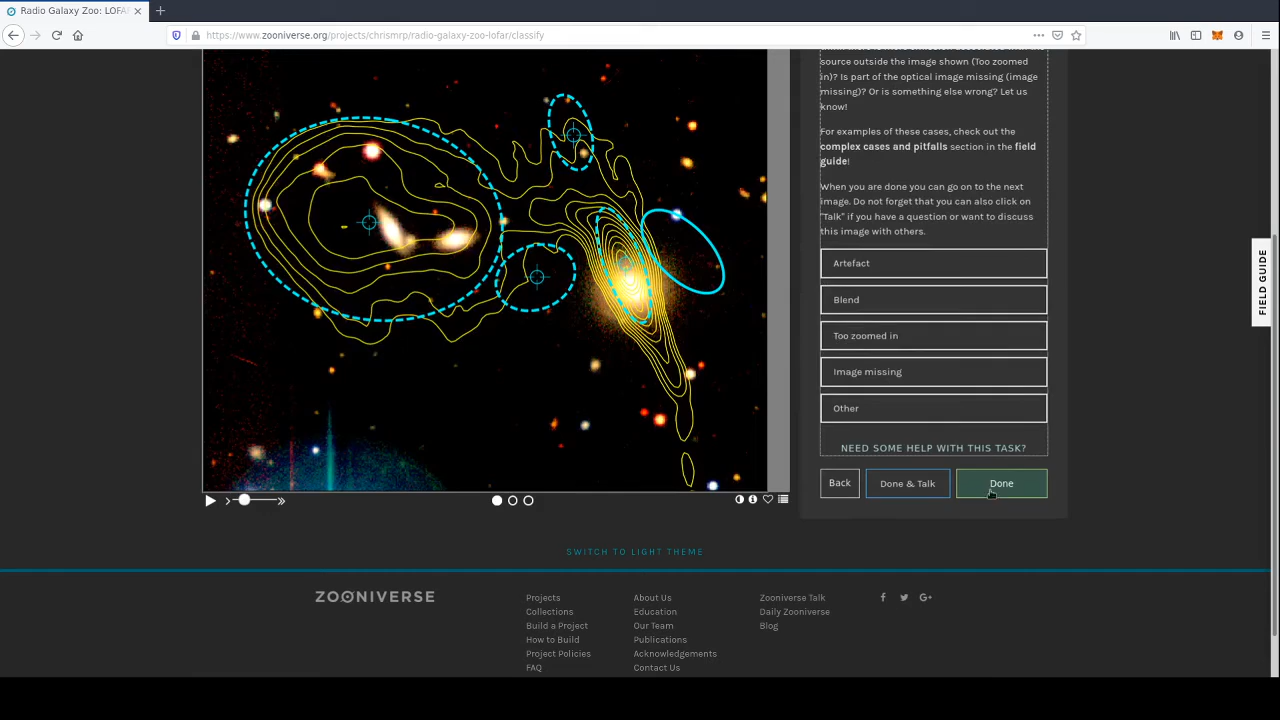 Radio Galaxy Zoo: LOFAR
https://www.zooniverse.org/projects/chrismrp/radio-galaxy-zoo-lofar/classify
source outside the image shown (Too zoomed
in)? Is part of the optical image missing (image
missing)? Or is something else wrong? Let us
know!
For examples of these cases, check out the
complex cases and pitfalls section in the field
guide!
When you are done you can go on to the next
image. Do not forget that you can also click on
"Talk" if you have a question or want to discuss
this image with others.
Artefact
Blend
Too zoomed in
Image missing
Other
NEED SOME HELP WITH THIS TASK?
Back
Done & Talk
Done
FIELD GUIDE
SWITCH TO LIGHT THEME
ZOONIVERSE
Projects
Collections
Build a Project
How to Build
Project Policies
FAQ
About Us
Education
Our Team
Publications
Acknowledgements
Contact Us
Zooniverse Talk
Daily Zooniverse
Blog